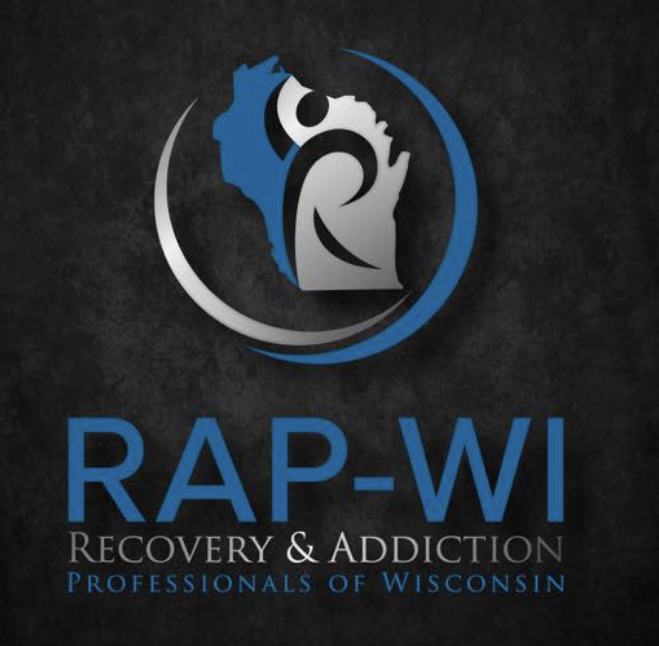 RAP-WI
RECOVERY & ADDICTION
PROFESSIONALS OF WISCONSIN